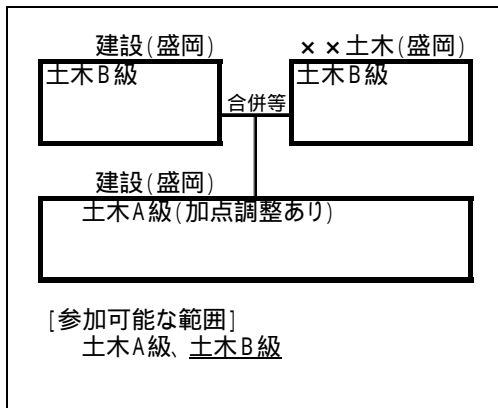 建設(盛岡) ××土木(盛岡)
土木B級 土木B級
合併等
建設(盛岡)
土木A級(加点調整あり)
[参加可能な範囲]
土木A級、土木B級